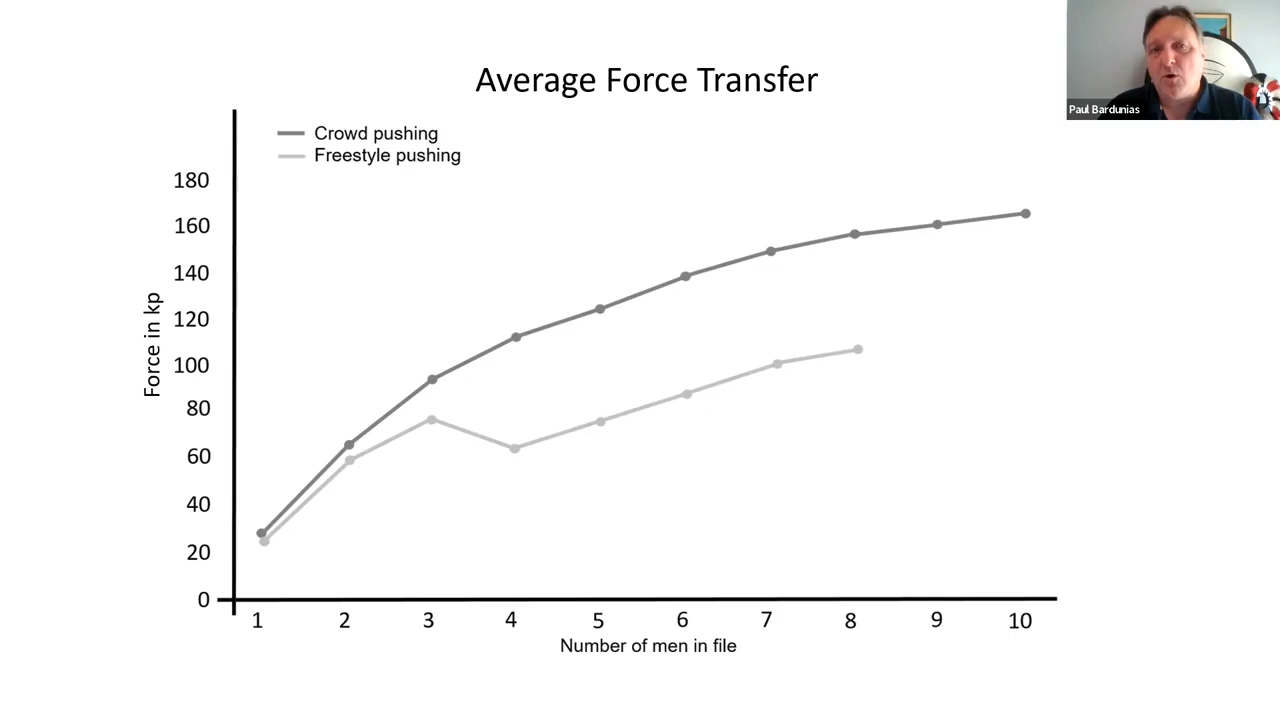 Average Force Transfer
Paul Bardunias
Crowd pushing
Freestyle pushing
180
160
140
120
100
80
60
40
20
0
Force in kp
1 2 3 4 5 6 7 8 9 10
Number of men in file